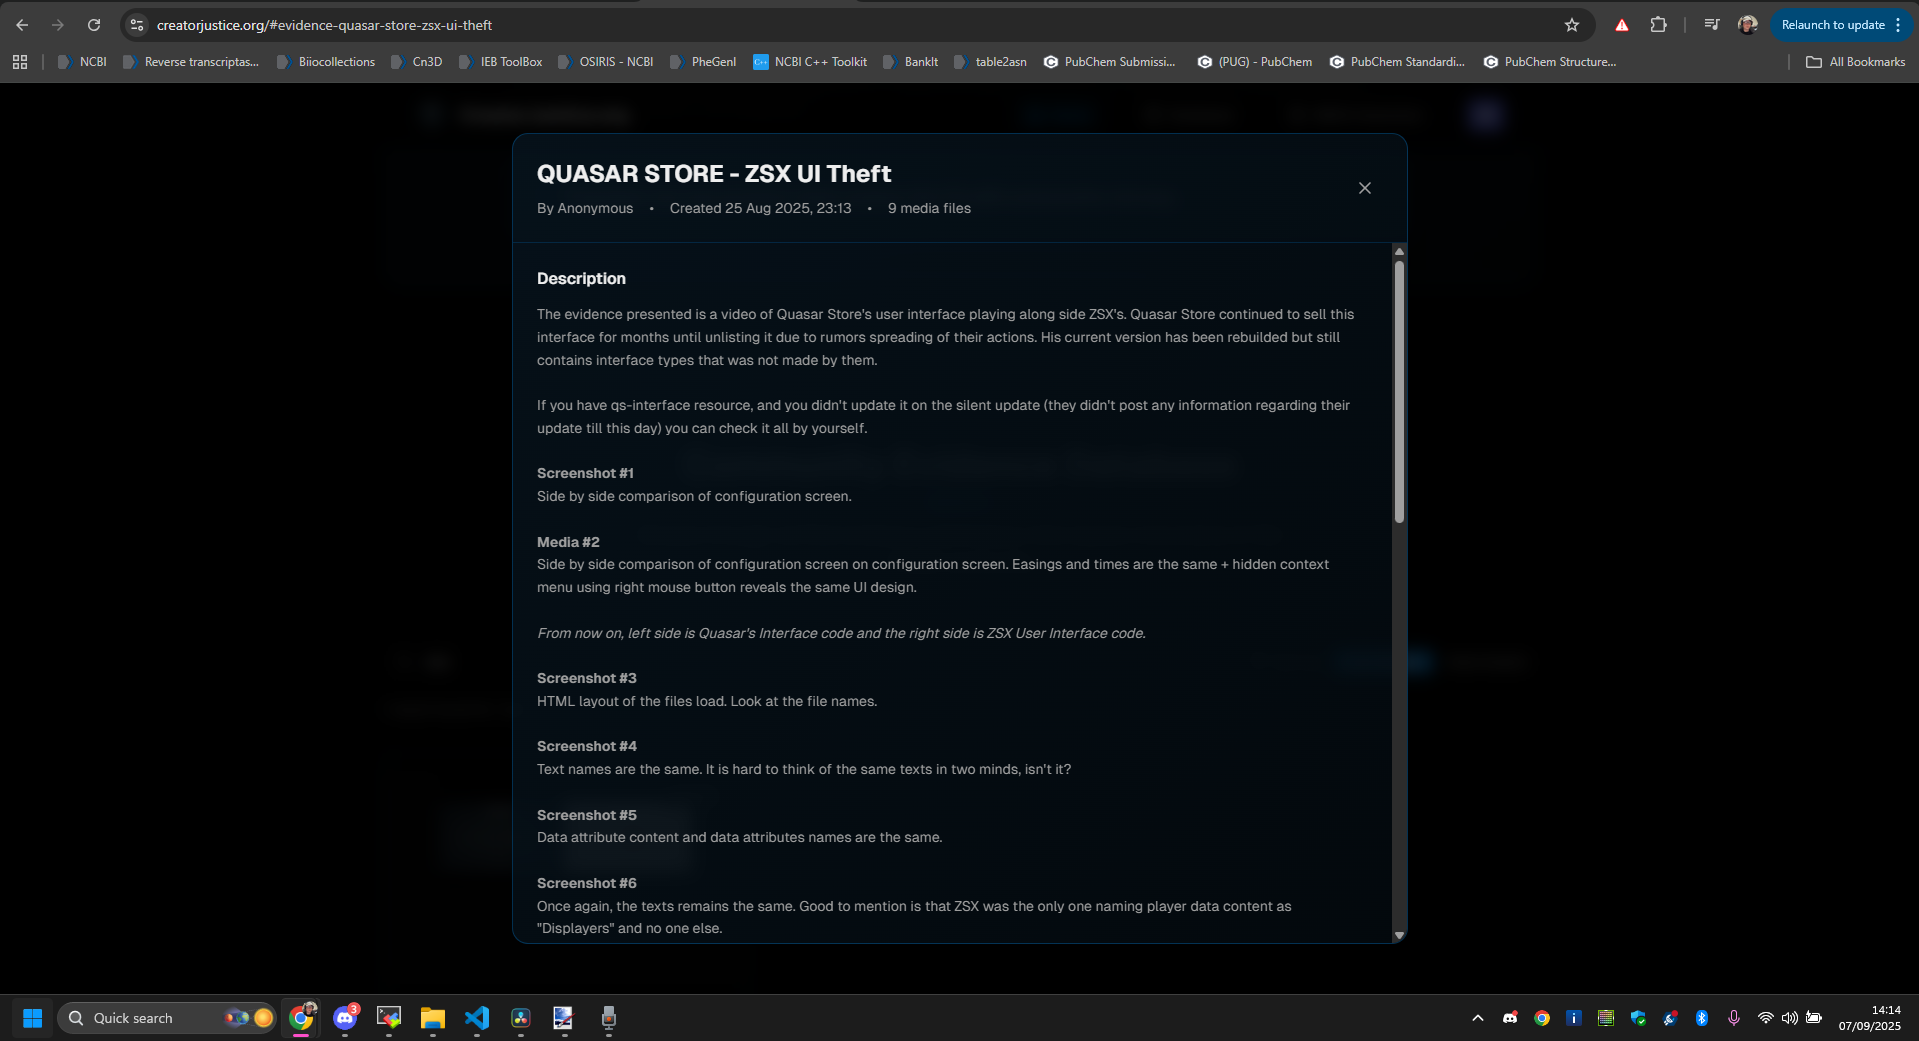 creatorjustice.org/#evidence-quasar-store-zsx-ui-theft
Relaunch to update
NCBI
Reverse transcriptas...
Biiocollections
Cn3D
IEB ToolBox
OSIRIS - NCBI
PheGenI
C++
NCBI C++ Toolkit
BankIt
table2asn
PubChem Submissi...
(PUG) - PubChem
PubChem Standardi...
PubChem Structure...
All Bookmarks
QUASAR STORE - ZSX UI Theft
By Anonymous • Created 25 Aug 2025, 23:13 • 9 media files
Description
The evidence presented is a video of Quasar Store's user interface playing along side ZSX's. Quasar Store continued to sell this
interface for months until unlisting it due to rumors spreading of their actions. His current version has been rebuilded but still
contains interface types that was not made by them.
If you have qs-interface resource, and you didn't update it on the silent update (they didn't post any information regarding their
update till this day) you can check it all by yourself.
Screenshot #1
Side by side comparison of configuration screen.
Media #2
Side by side comparison of configuration screen on configuration screen. Easings and times are the same + hidden context
menu using right mouse button reveals the same UI design.
From now on, left side is Quasar's Interface code and the right side is ZSX User Interface code.
Screenshot #3
HTML layout of the files load. Look at the file names.
Screenshot #4
Text names are the same. It is hard to think of the same texts in two minds, isn't it?
Screenshot #5
Data attribute content and data attributes names are the same.
Screenshot #6
Once again, the texts remains the same. Good to mention is that ZSX was the only one naming player data content as
"Displayers" and no one else.
Quick search
3
14:14
07/09/2025